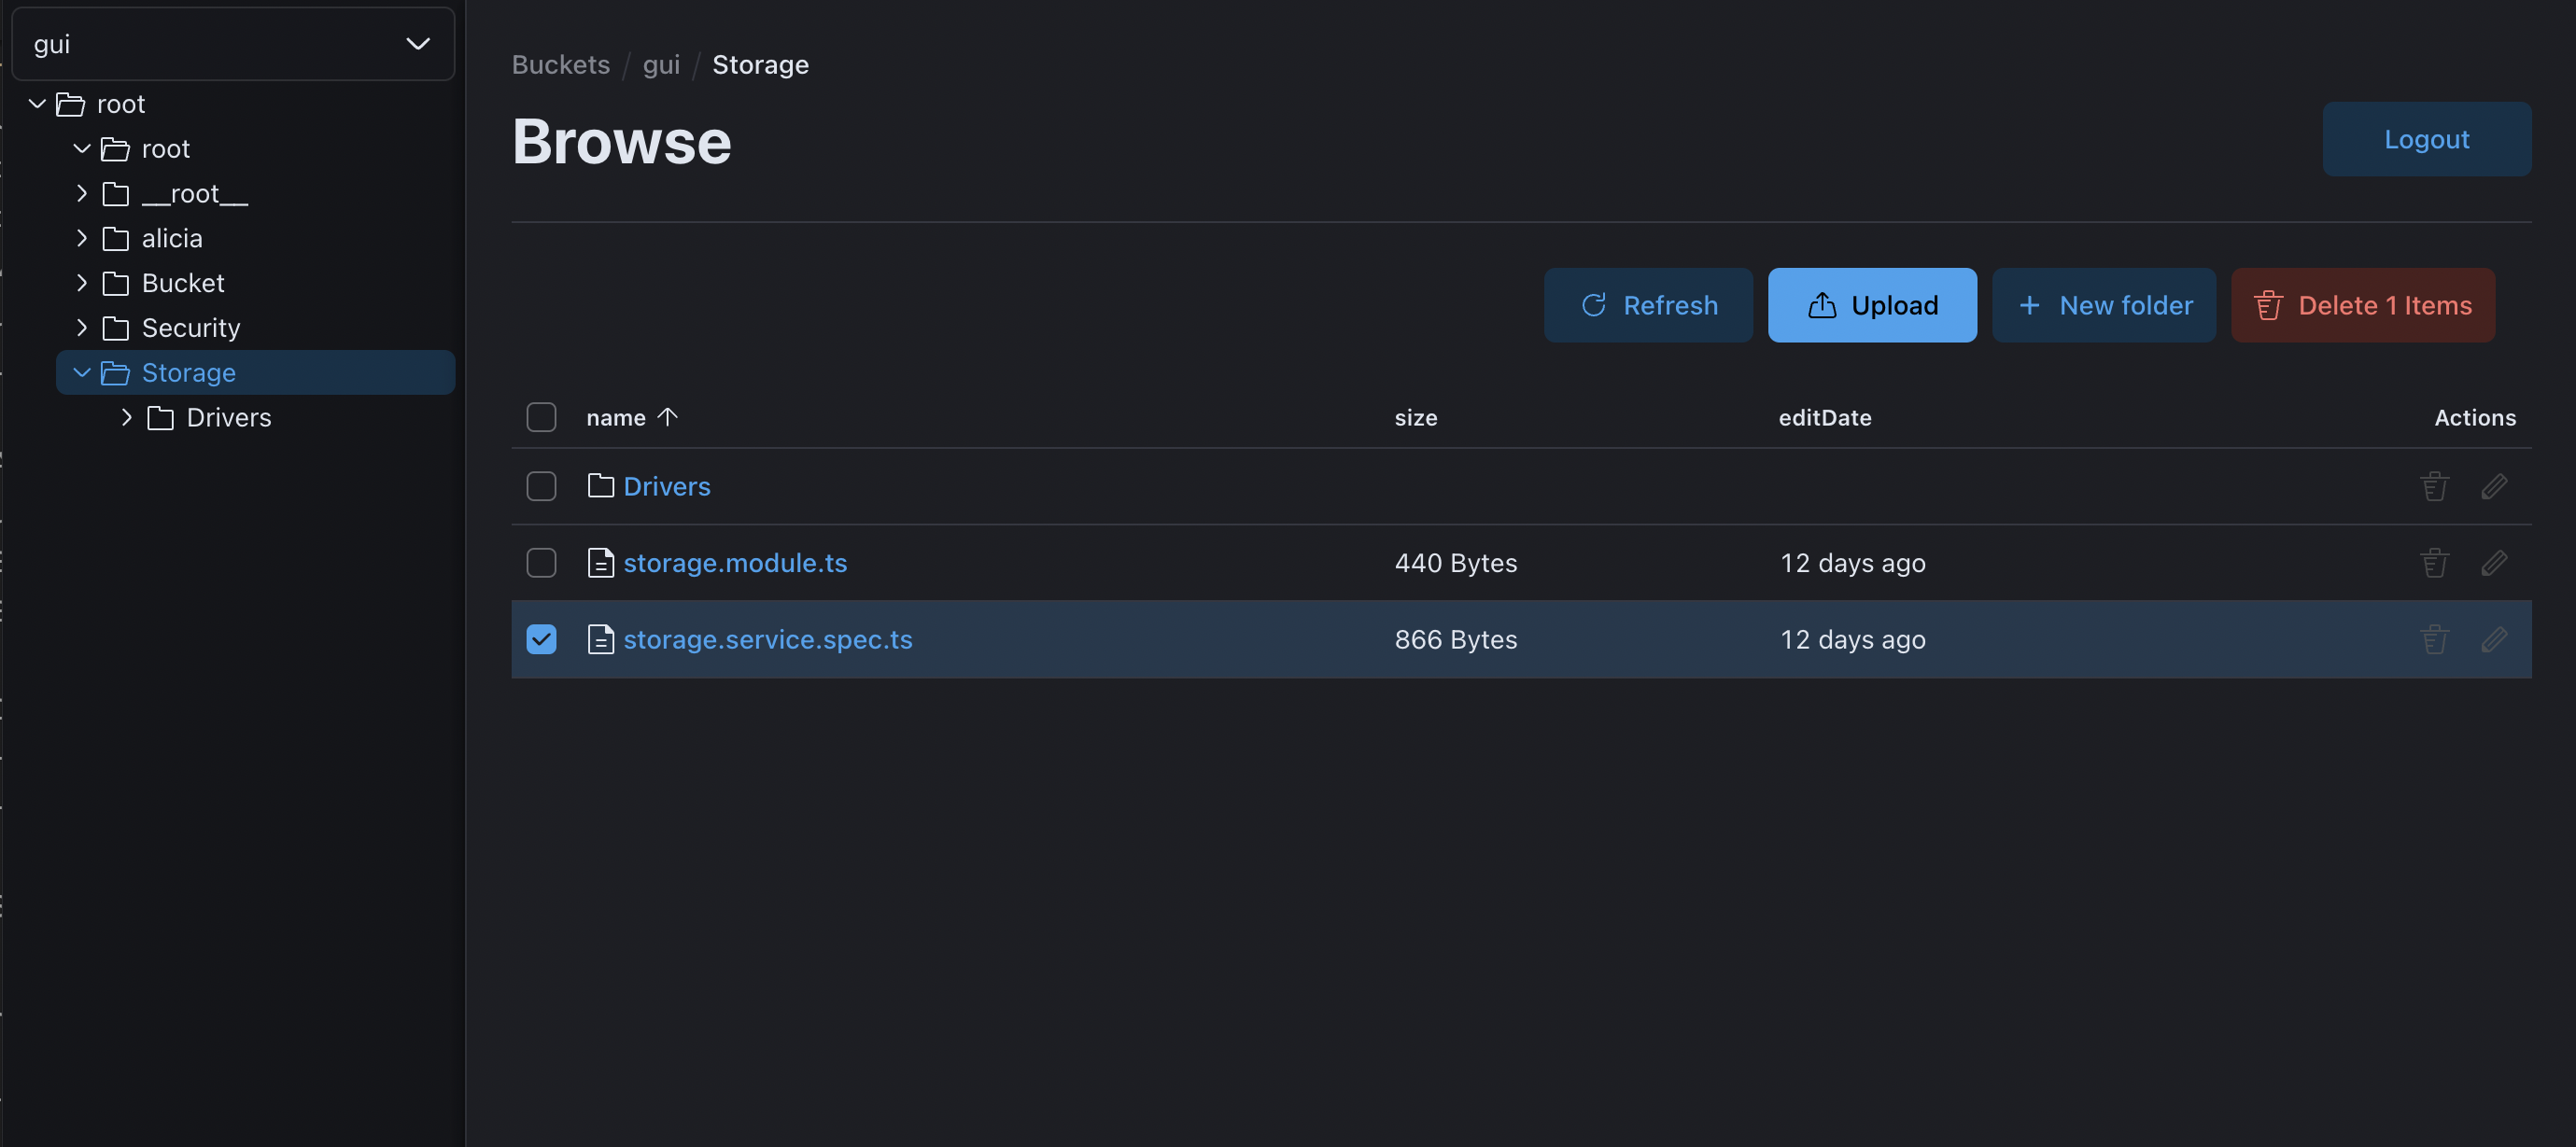 gui
root
root
__root__
alicia
Bucket
Security
Storage
Drivers
Buckets / gui / Storage
Browse
Logout
Refresh
Upload
New folder
Delete 1 Items
name size editDate Actions
Drivers
storage.module.ts 440 Bytes 12 days ago
storage.service.spec.ts 866 Bytes 12 days ago